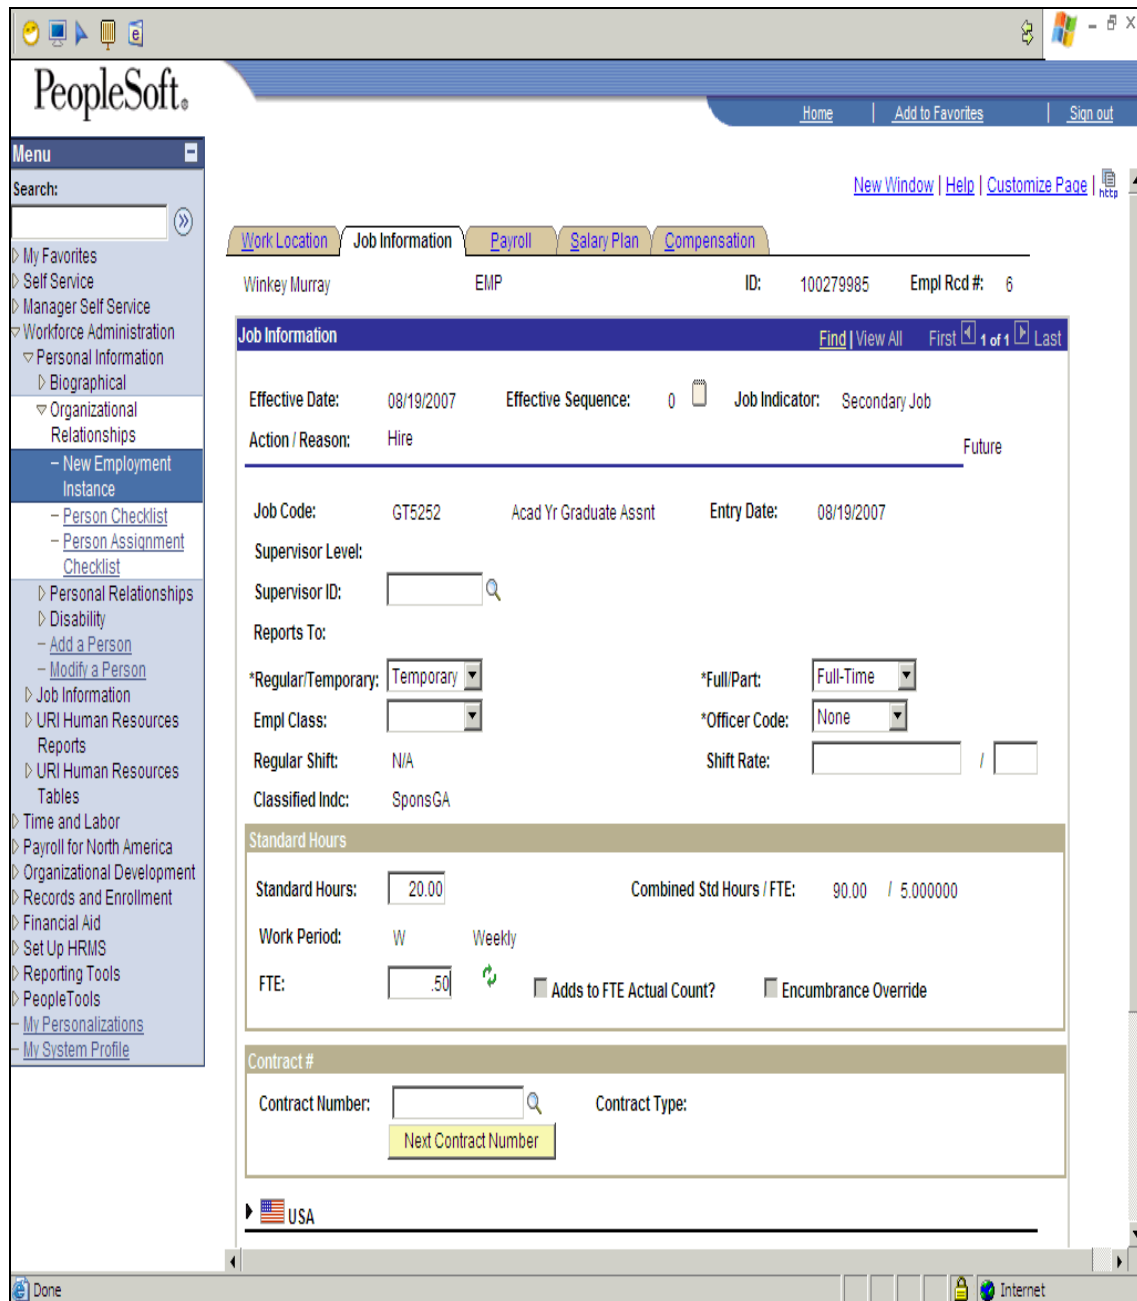 PeopleSoft®
Home | Add to Favorites | Sign out
Menu
Search:
My Favorites
Self Service
Manager Self Service
Workforce Administration
Personal Information
Biographical
Organizational
Relationships
– New Employment
Instance
– Person Checklist
– Person Assignment
Checklist
Personal Relationships
Disability
– Add a Person
– Modify a Person
Job Information
URI Human Resources
Reports
URI Human Resources
Tables
Time and Labor
Payroll for North America
Organizational Development
Records and Enrollment
Financial Aid
Set Up HRMS
Reporting Tools
PeopleTools
– My Personalizations
– My System Profile
New Window | Help | Customize Page | http
Work Location Job Information Payroll Salary Plan Compensation
Winkey Murray EMP ID: 100279985 Empl Rcd #: 6
Job Information Find | View All First 1 of 1 Last
Effective Date: 08/19/2007 Effective Sequence: 0 Job Indicator: Secondary Job
Action / Reason: Hire
Future
Job Code: GT5252 Acad Yr Graduate Assnt Entry Date: 08/19/2007
Supervisor Level:
Supervisor ID:
Reports To:
*Regular/Temporary: Temporary *Full/Part: Full-Time
Empl Class: *Officer Code: None
Regular Shift: N/A Shift Rate: /
Classified Indc: SponsGA
Standard Hours
Standard Hours: 20.00 Combined Std Hours / FTE: 90.00 / 5.000000
Work Period: W Weekly
FTE: .50 Adds to FTE Actual Count? Encumbrance Override
Contract #
Contract Number: Contract Type:
Next Contract Number
USA
Done Internet